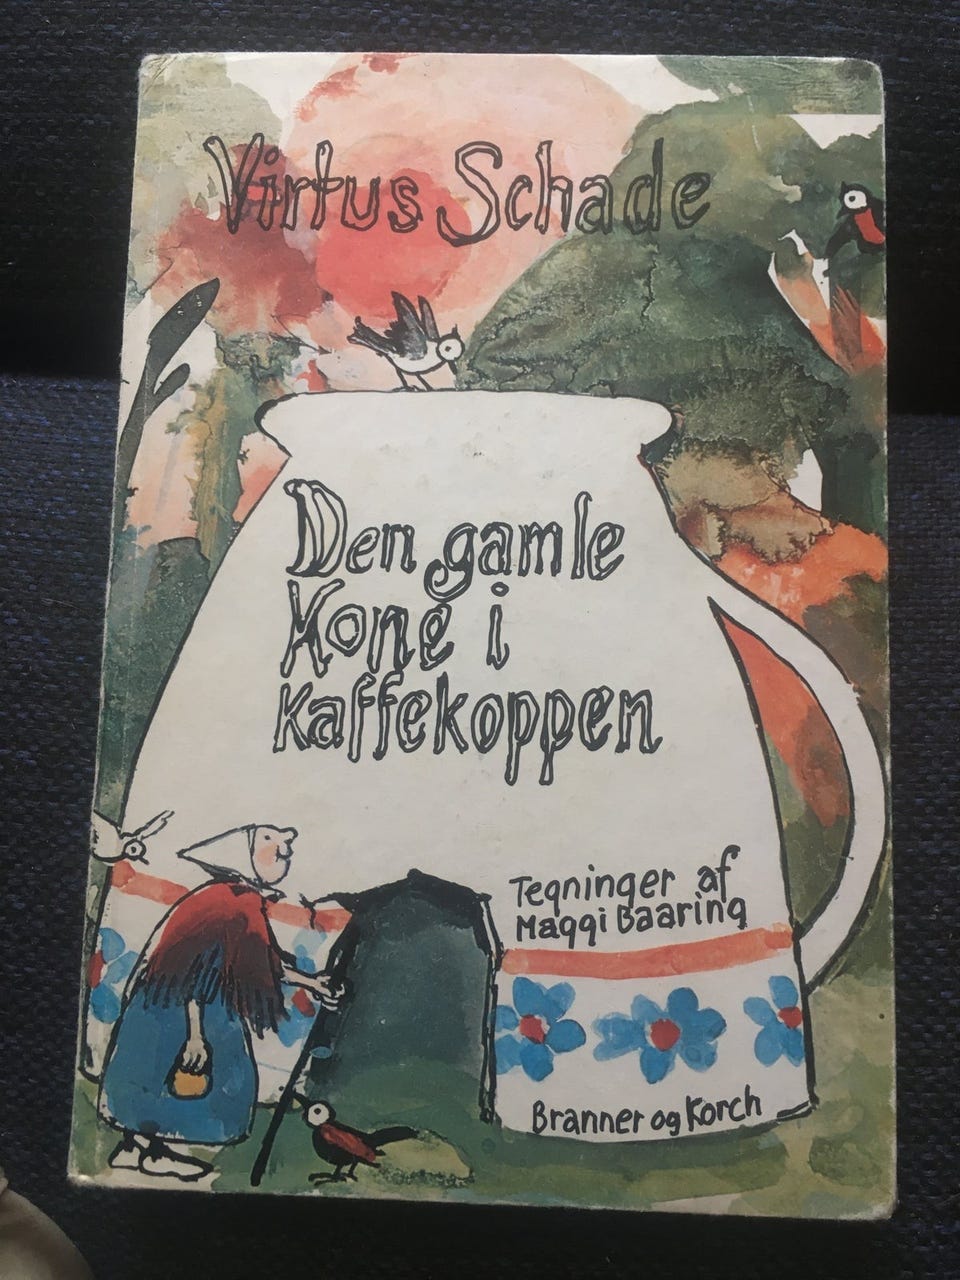 Virtus Schade
Den gamle
Kone i
Kaffekoppen
Tegninger af
Maggi Baaring
Branner og Korch